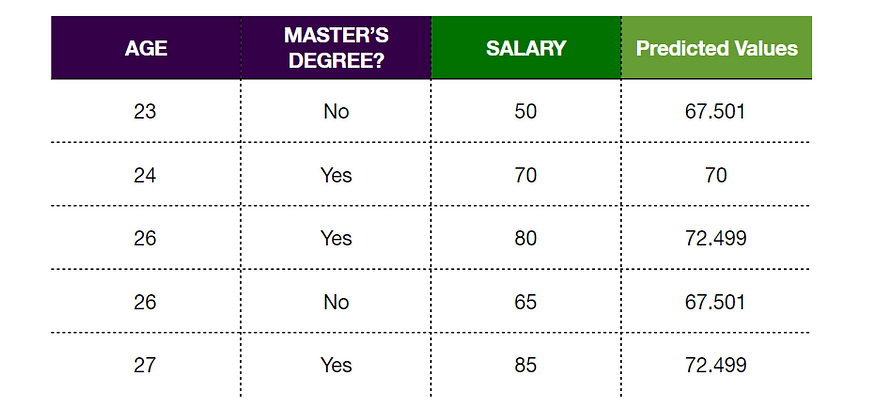 AGE MASTER’S DEGREE? SALARY Predicted Values
23 No 50 67.501
24 Yes 70 70
26 Yes 80 72.499
26 No 65 67.501
27 Yes 85 72.499